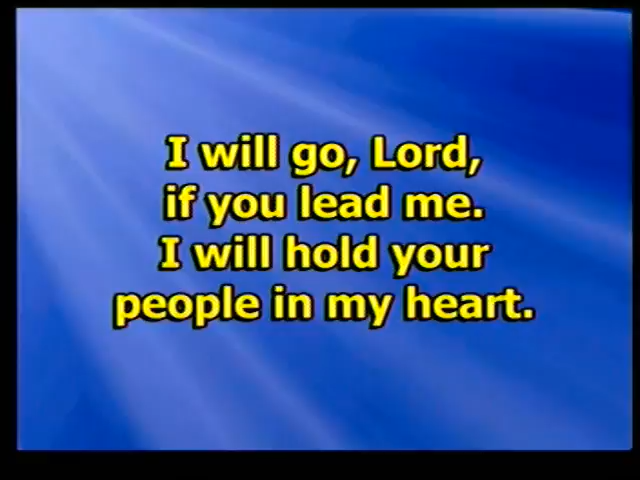 I will go, Lord,
if you lead me.
I will hold your
people in my heart.